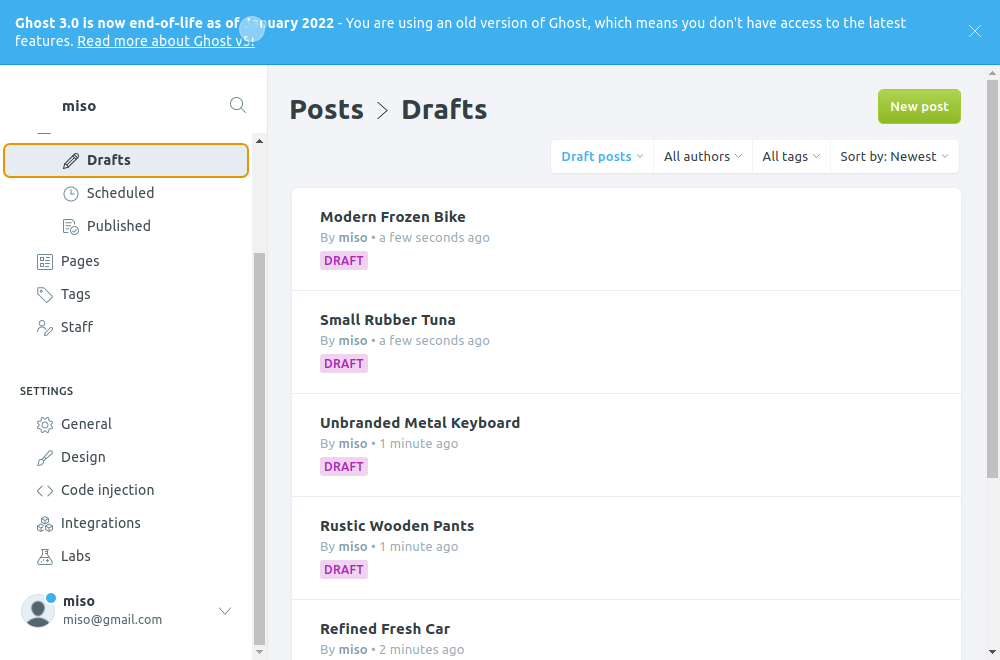 Ghost 3.0 is now end-of-life as of January 2022 - You are using an old version of Ghost, which means you don't have access to the latest
features. Read more about Ghost v5!
miso
Drafts
Scheduled
Published
Pages
Tags
Staff
SETTINGS
General
Design
Code injection
Integrations
Labs
miso
miso@gmail.com
Posts > Drafts
New post
Draft posts
All authors
All tags
Sort by: Newest
Modern Frozen Bike
By miso • a few seconds ago
DRAFT
Small Rubber Tuna
By miso • a few seconds ago
DRAFT
Unbranded Metal Keyboard
By miso • 1 minute ago
DRAFT
Rustic Wooden Pants
By miso • 1 minute ago
DRAFT
Refined Fresh Car
By miso • 2 minutes ago